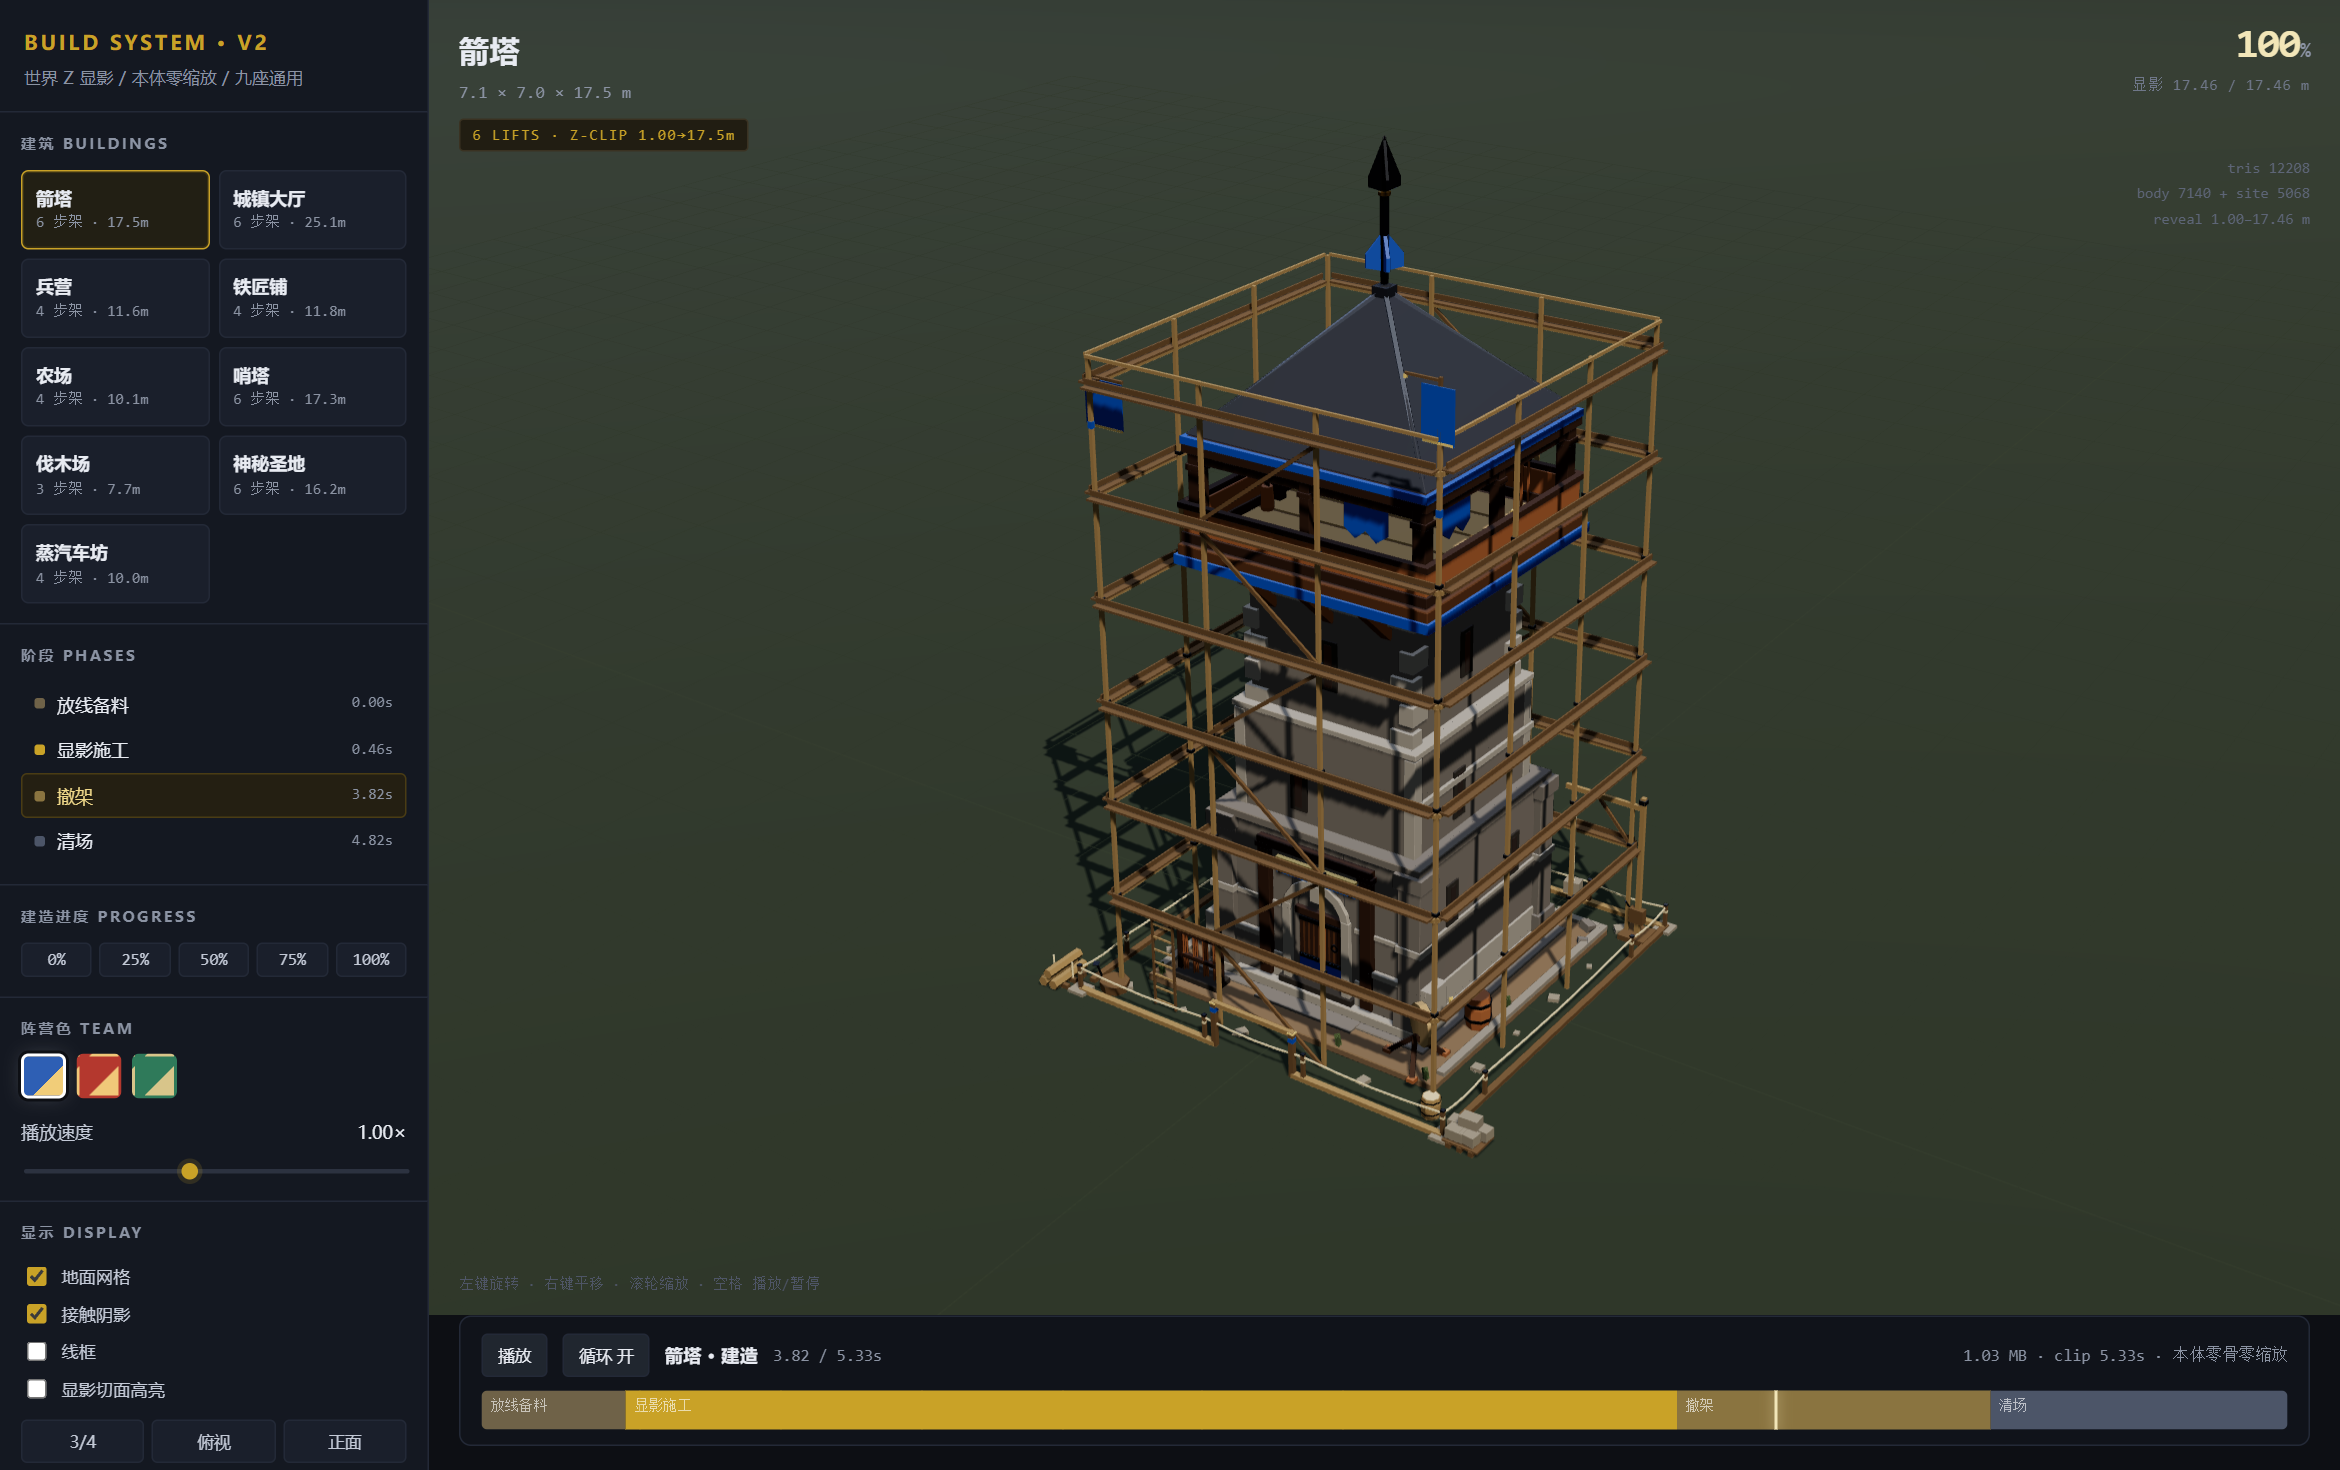 BUILD SYSTEM • V2
世界 Z 显影 / 本体零缩放 / 九座通用
建筑 BUILDINGS
箭塔
6 步架 · 17.5m
城镇大厅
6 步架 · 25.1m
兵营
4 步架 · 11.6m
铁匠铺
4 步架 · 11.8m
农场
4 步架 · 10.1m
哨塔
6 步架 · 17.3m
伐木场
3 步架 · 7.7m
神秘圣地
6 步架 · 16.2m
蒸汽车坊
4 步架 · 10.0m
阶段 PHASES
放线备料 0.00s
显影施工 0.46s
撤架 3.82s
清场 4.82s
建造进度 PROGRESS
0% 25% 50% 75% 100%
阵营色 TEAM
播放速度 1.00×
显示 DISPLAY
地面网格
接触阴影
线框
显影切面高亮
3/4 俯视 正面
箭塔
7.1 × 7.0 × 17.5 m
6 LIFTS · Z-CLIP 1.00→17.5m
100%
显影 17.46 / 17.46 m
tris 12208
body 7140 + site 5068
reveal 1.00–17.46 m
左键旋转 · 右键平移 · 滚轮缩放 · 空格 播放/暂停
播放 循环 开 箭塔 • 建造 3.82 / 5.33s
1.03 MB · clip 5.33s · 本体零骨零缩放
放线备料 显影施工 撤架 清场